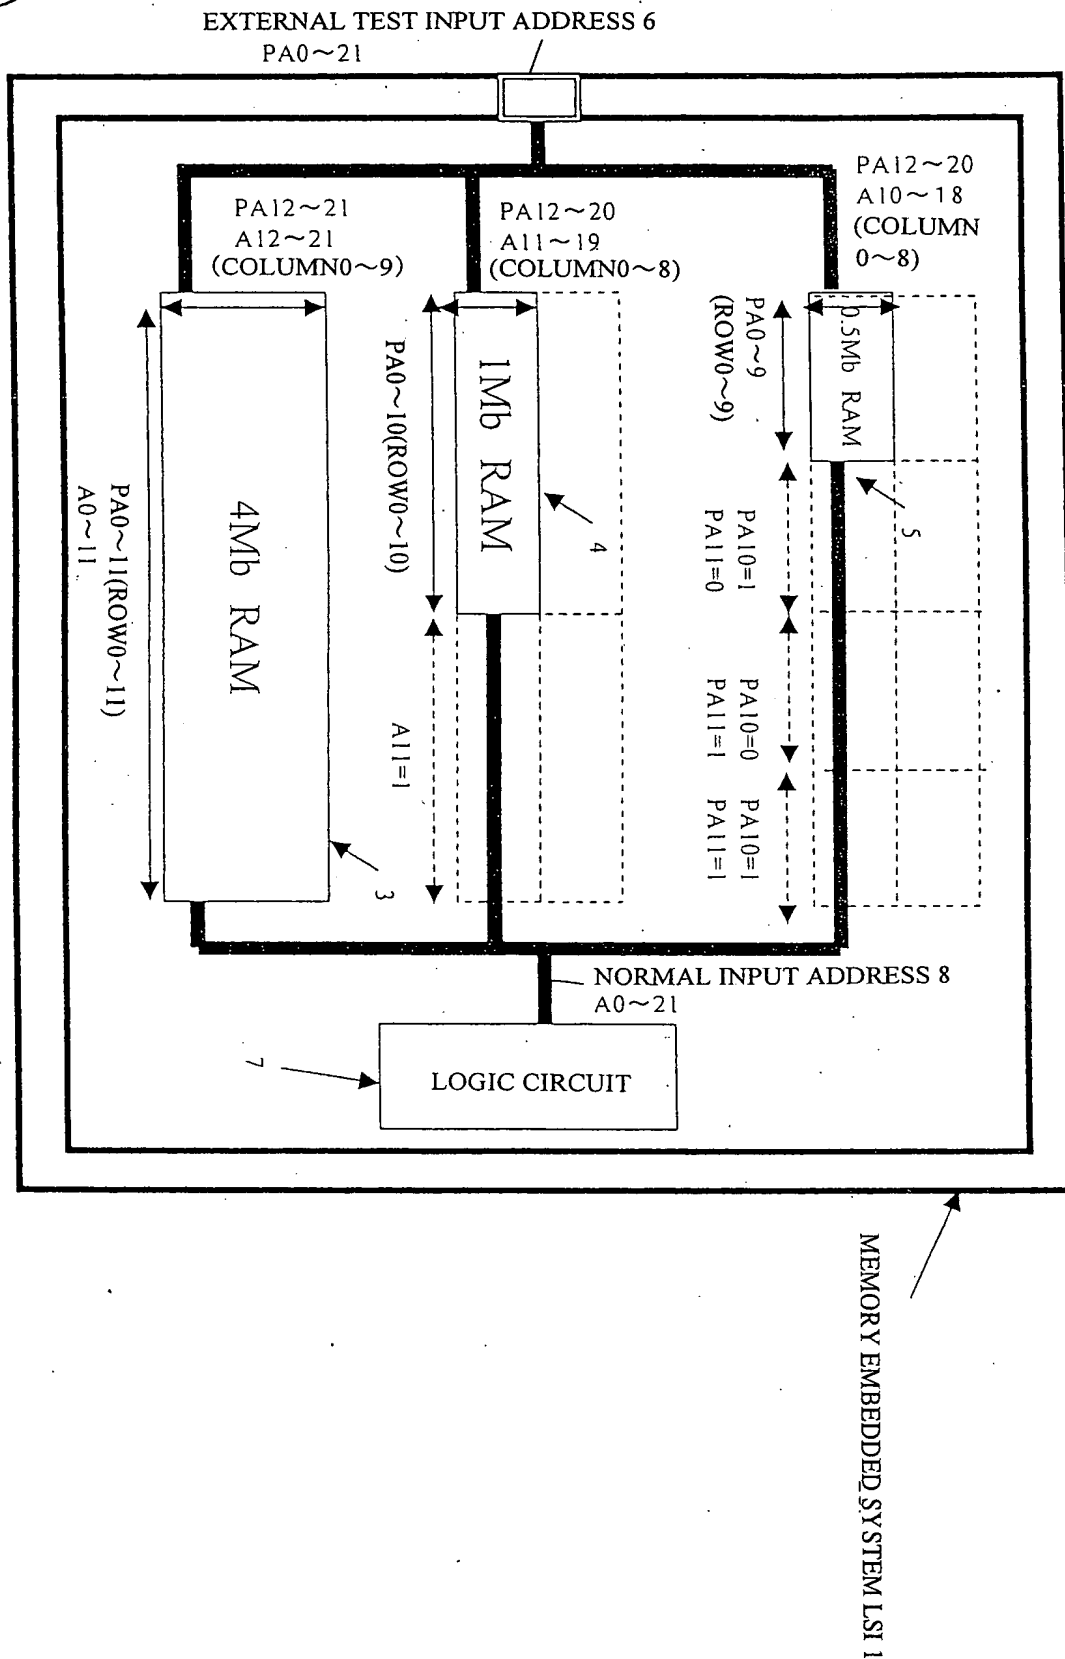 EXTERNAL TEST INPUT ADDRESS 6
PA0~21
PA12~21
A12~21
(COLUMN0~9)
PA12~20
A11~19
(COLUMN0~8)
PA12~20
A10~18
(COLUMN
0~8)
4Mb RAM
PA0~11(ROW0~11)
A0~11
3
1Mb RAM
PA0~10(ROW0~10)
A11=1
4
0.5Mb RAM
PA0~9
(ROW0~9)
PA10=1
PA11=0
PA10=0
PA11=1
PA10=1
PA11=1
5
NORMAL INPUT ADDRESS 8
A0~21
LOGIC CIRCUIT
7
MEMORY EMBEDDED SYSTEM LSI 1